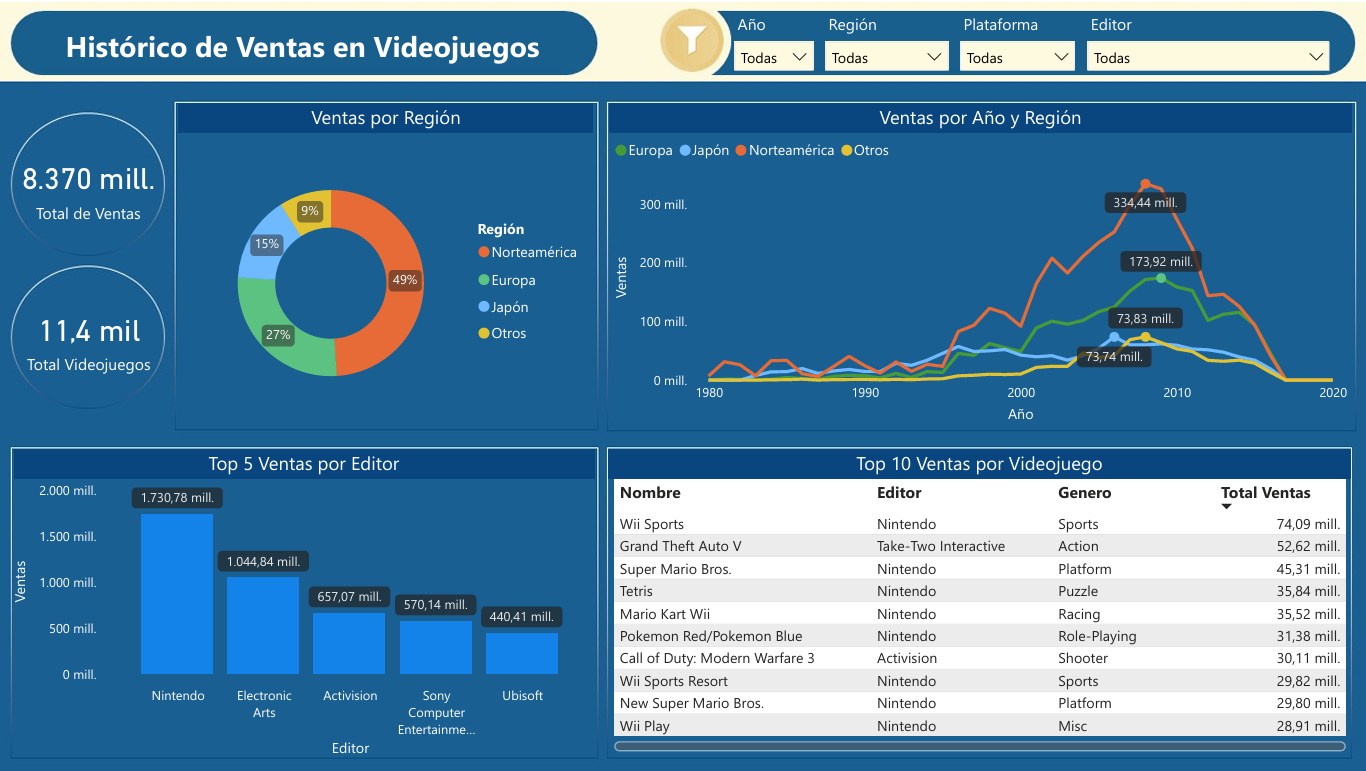 Histórico de Ventas en Videojuegos
Año
Región
Plataforma
Editor
Todas
Todas
Todas
Todas
8.370 mill.
Total de Ventas
11,4 mil
Total Videojuegos
Ventas por Región
9%
15%
49%
27%
Región
Norteamérica
Europa
Japón
Otros
Ventas por Año y Región
Europa Japón Norteamérica Otros
Ventas
300 mill.
200 mill.
100 mill.
0 mill.
334,44 mill.
173,92 mill.
73,83 mill.
73,74 mill.
1980 1990 2000 2010 2020
Año
Top 5 Ventas por Editor
Ventas
2.000 mill.
1.500 mill.
1.000 mill.
500 mill.
0 mill.
1.730,78 mill.
1.044,84 mill.
657,07 mill.
570,14 mill.
440,41 mill.
Nintendo
Electronic
Arts
Activision
Sony
Computer
Entertainme...
Ubisoft
Editor
Top 10 Ventas por Videojuego
Nombre Editor Genero Total Ventas
Wii Sports Nintendo Sports 74,09 mill.
Grand Theft Auto V Take-Two Interactive Action 52,62 mill.
Super Mario Bros. Nintendo Platform 45,31 mill.
Tetris Nintendo Puzzle 35,84 mill.
Mario Kart Wii Nintendo Racing 35,52 mill.
Pokemon Red/Pokemon Blue Nintendo Role-Playing 31,38 mill.
Call of Duty: Modern Warfare 3 Activision Shooter 30,11 mill.
Wii Sports Resort Nintendo Sports 29,82 mill.
New Super Mario Bros. Nintendo Platform 29,80 mill.
Wii Play Nintendo Misc 28,91 mill.